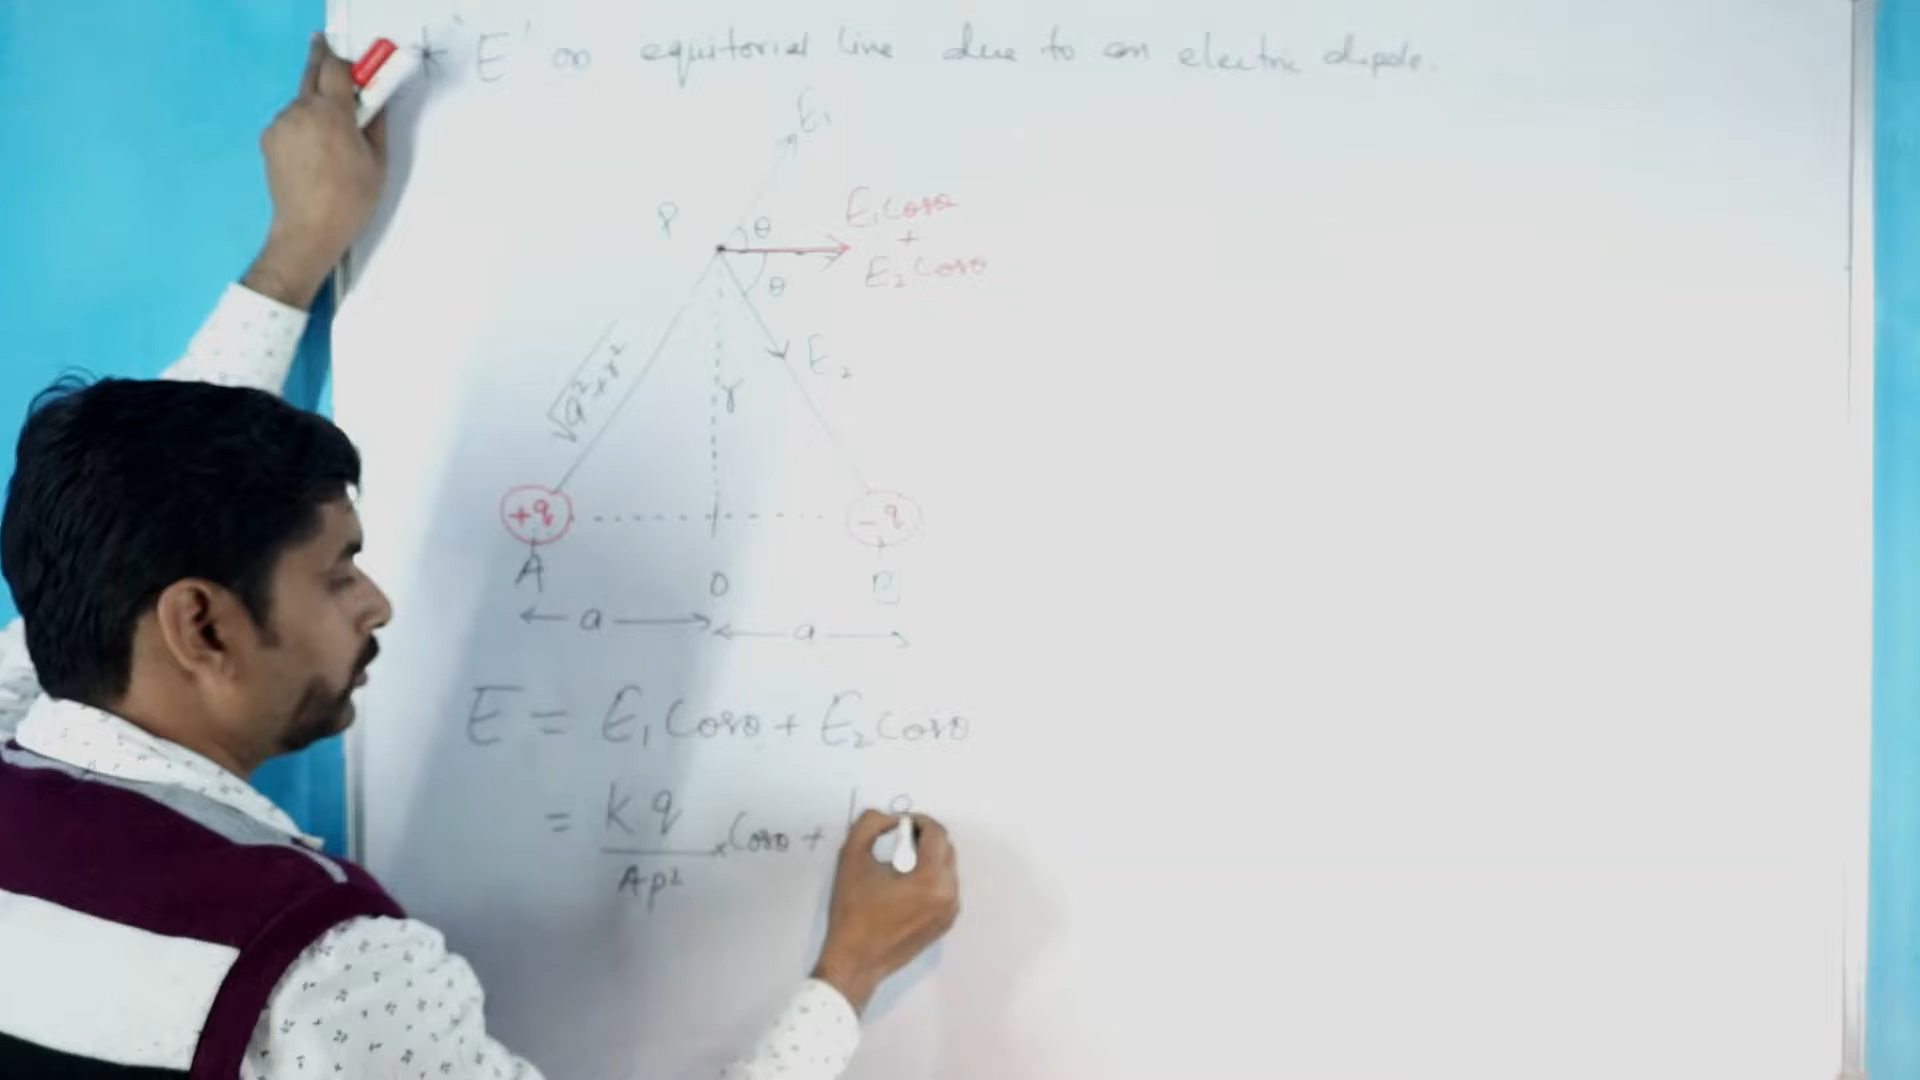 * 'E' on equitorial line due to an electric dipole.
E₁
P
θ
E₁Cosθ
+
E₂Cosθ
θ
E₂
√a²+r²
r
+q
-q
A
O
B
a
a
E = E₁Cosθ + E₂Cosθ
= kq/AP² × Cosθ + kq